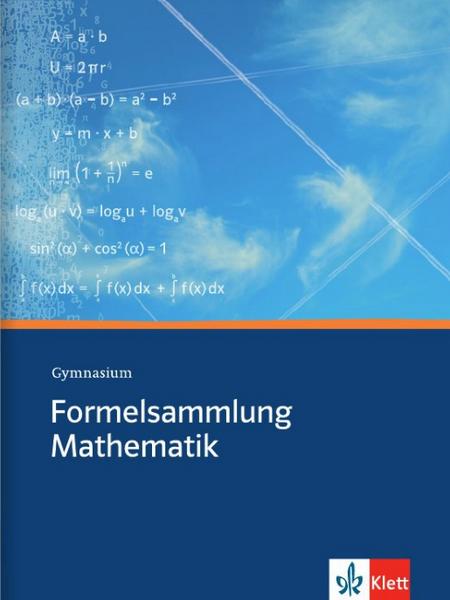 A = a · b
U = 2πr
(a + b) · (a − b) = a² − b²
y = m · x + b
lim (1 + 1/n)ⁿ = e
logₐ(u · v) = logₐu + logₐv
sin²(α) + cos²(α) = 1
∫ f(x) dx = ∫ f(x) dx + ∫ f(x) dx
Gymnasium
Formelsammlung
Mathematik
Klett